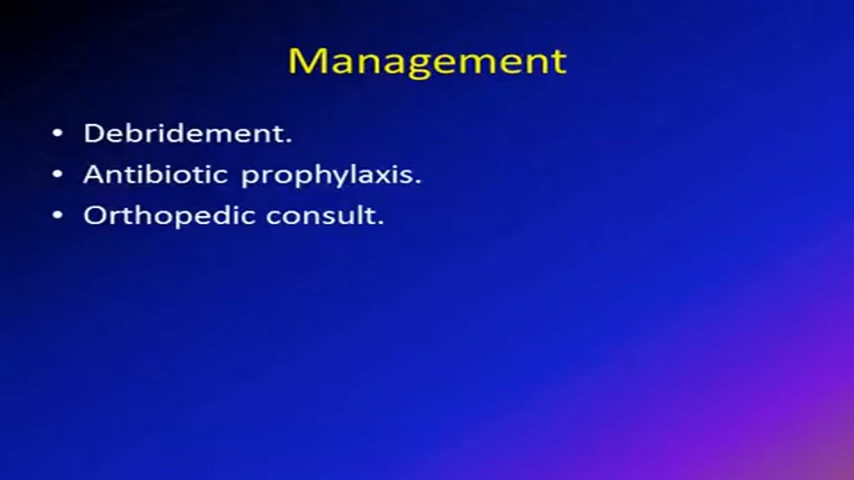 Management
• Debridement.
• Antibiotic prophylaxis.
• Orthopedic consult.